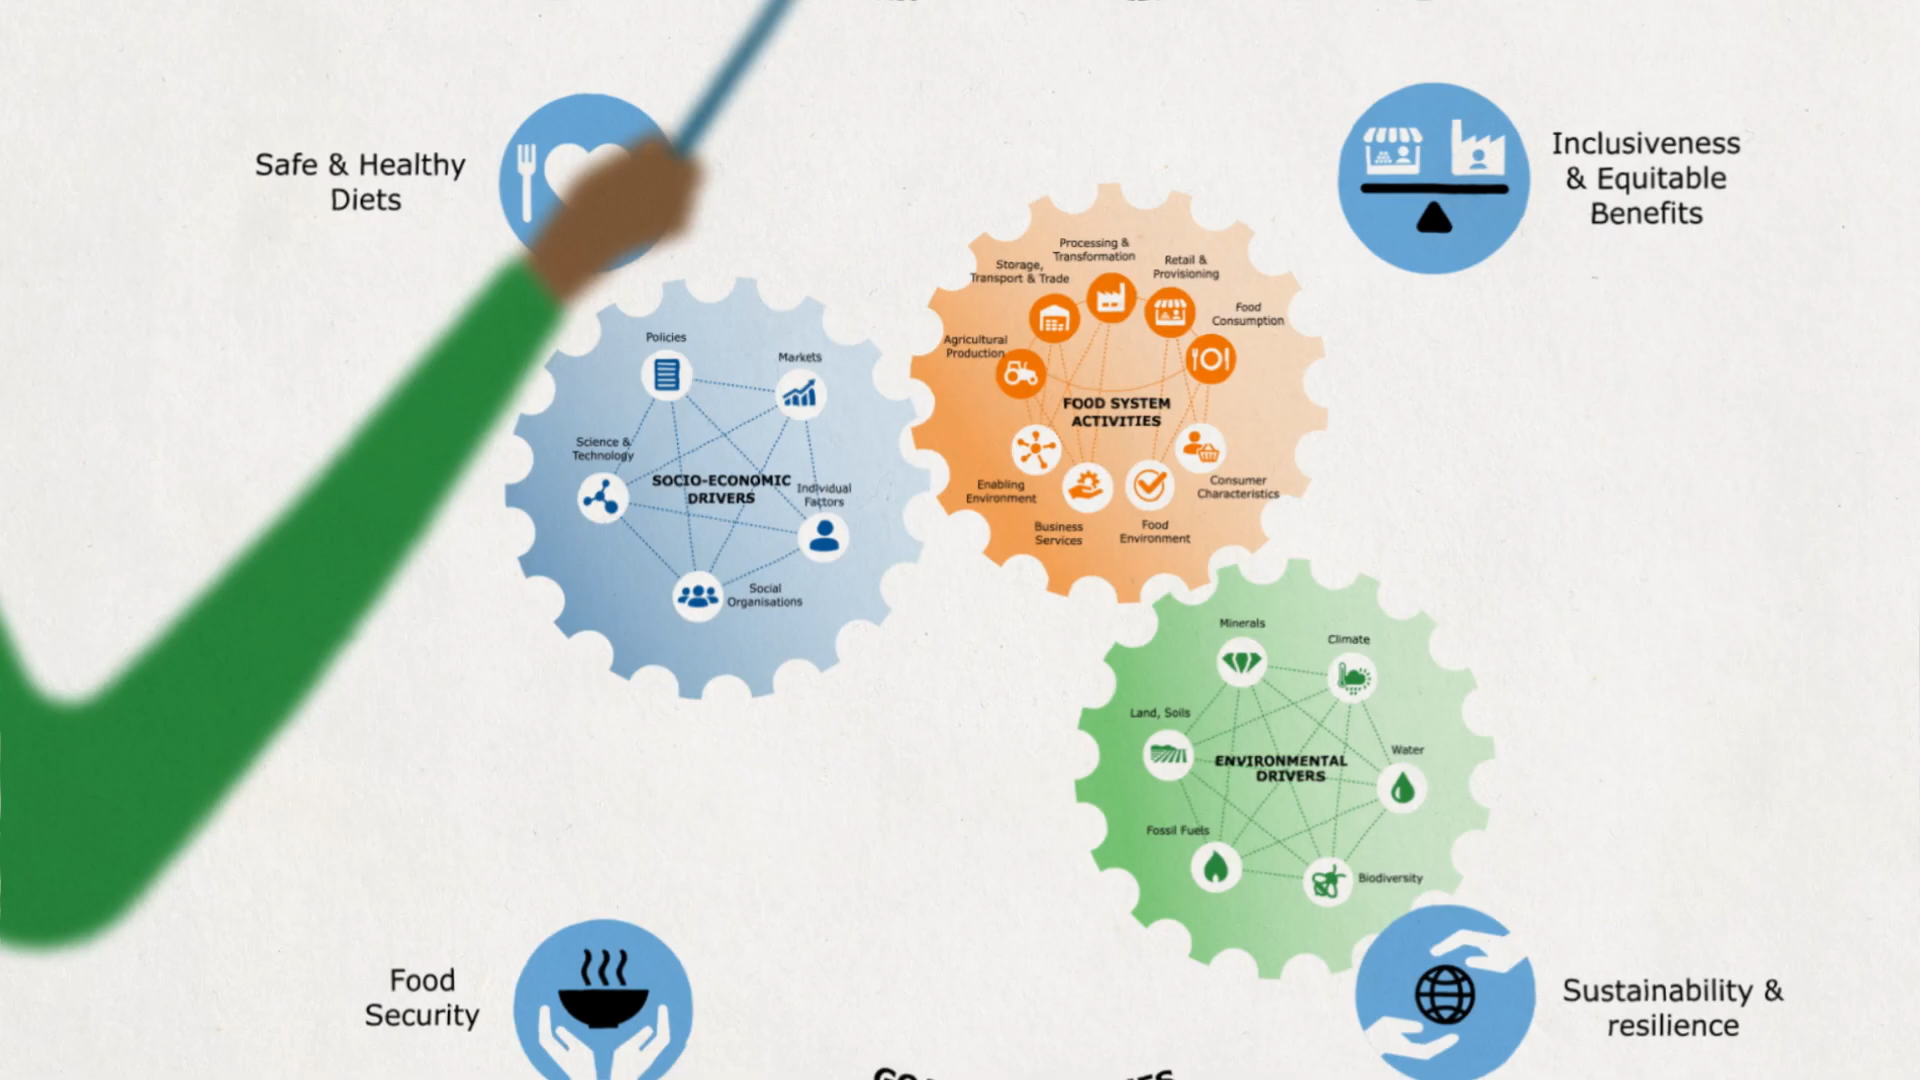 Safe & Healthy
Diets
Inclusiveness
& Equitable
Benefits
Processing &
Transformation
Storage,
Transport & Trade
Retail &
Provisioning
Food
Consumption
Agricultural
Production
FOOD SYSTEM
ACTIVITIES
Enabling
Environment
Business
Services
Food
Environment
Consumer
Characteristics
Policies
Markets
Science &
Technology
SOCIO-ECONOMIC
DRIVERS
Individual
Factors
Social
Organisations
Minerals
Climate
Land, Soils
Water
ENVIRONMENTAL
DRIVERS
Fossil Fuels
Biodiversity
Food
Security
Sustainability &
resilience